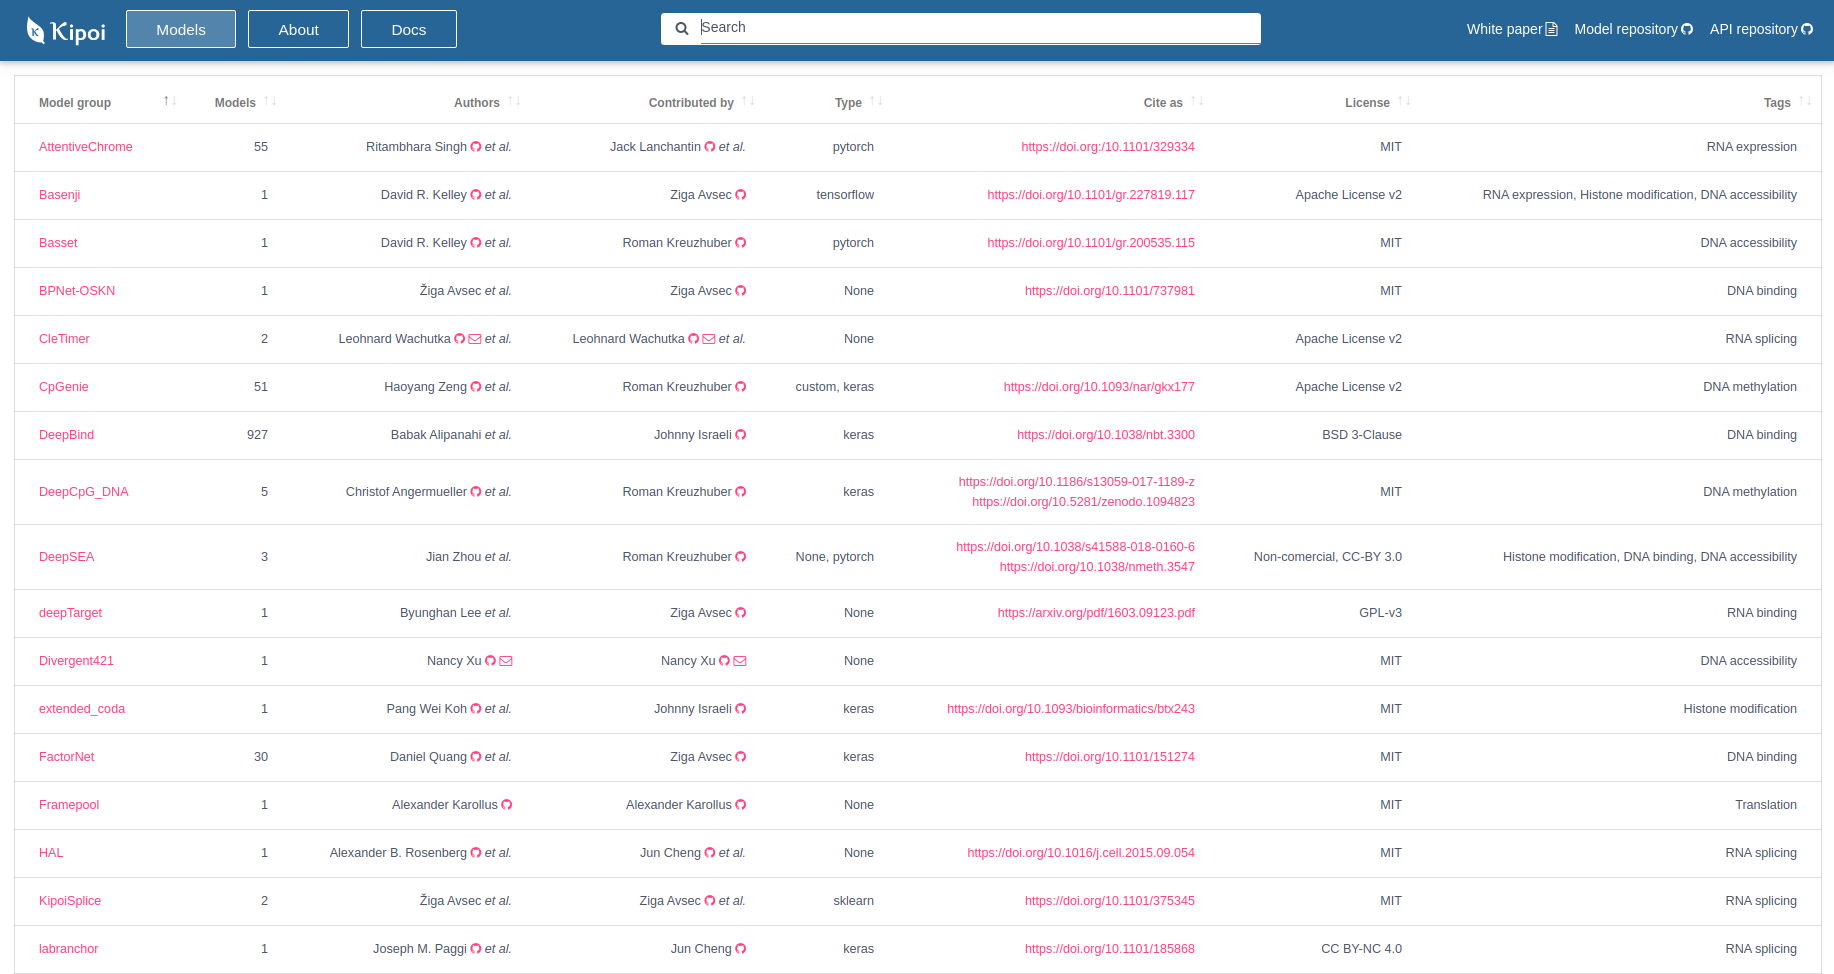 Kipoi Models About Docs Search White paper Model repository API repository
Model group Models Authors Contributed by Type Cite as License Tags
AttentiveChrome 55 Ritambhara Singh et al. Jack Lanchantin et al. pytorch https://doi.org:/10.1101/329334 MIT RNA expression
Basenji 1 David R. Kelley et al. Ziga Avsec tensorflow https://doi.org/10.1101/gr.227819.117 Apache License v2 RNA expression, Histone modification, DNA accessibility
Basset 1 David R. Kelley et al. Roman Kreuzhuber pytorch https://doi.org/10.1101/gr.200535.115 MIT DNA accessibility
BPNet-OSKN 1 Žiga Avsec et al. Ziga Avsec None https://doi.org/10.1101/737981 MIT DNA binding
CleTimer 2 Leohnard Wachutka et al. Leohnard Wachutka et al. None Apache License v2 RNA splicing
CpGenie 51 Haoyang Zeng et al. Roman Kreuzhuber custom, keras https://doi.org/10.1093/nar/gkx177 Apache License v2 DNA methylation
DeepBind 927 Babak Alipanahi et al. Johnny Israeli keras https://doi.org/10.1038/nbt.3300 BSD 3-Clause DNA binding
DeepCpG_DNA 5 Christof Angermueller et al. Roman Kreuzhuber keras https://doi.org/10.1186/s13059-017-1189-z MIT DNA methylation
https://doi.org/10.5281/zenodo.1094823
DeepSEA 3 Jian Zhou et al. Roman Kreuzhuber None, pytorch https://doi.org/10.1038/s41588-018-0160-6 Non-comercial, CC-BY 3.0 Histone modification, DNA binding, DNA accessibility
https://doi.org/10.1038/nmeth.3547
deepTarget 1 Byunghan Lee et al. Ziga Avsec None https://arxiv.org/pdf/1603.09123.pdf GPL-v3 RNA binding
Divergent421 1 Nancy Xu Nancy Xu None MIT DNA accessibility
extended_coda 1 Pang Wei Koh et al. Johnny Israeli keras https://doi.org/10.1093/bioinformatics/btx243 MIT Histone modification
FactorNet 30 Daniel Quang et al. Ziga Avsec keras https://doi.org/10.1101/151274 MIT DNA binding
Framepool 1 Alexander Karollus Alexander Karollus None MIT Translation
HAL 1 Alexander B. Rosenberg et al. Jun Cheng et al. None https://doi.org/10.1016/j.cell.2015.09.054 MIT RNA splicing
KipoiSplice 2 Žiga Avsec et al. Ziga Avsec et al. sklearn https://doi.org/10.1101/375345 MIT RNA splicing
labranchor 1 Joseph M. Paggi et al. Jun Cheng keras https://doi.org/10.1101/185868 CC BY-NC 4.0 RNA splicing